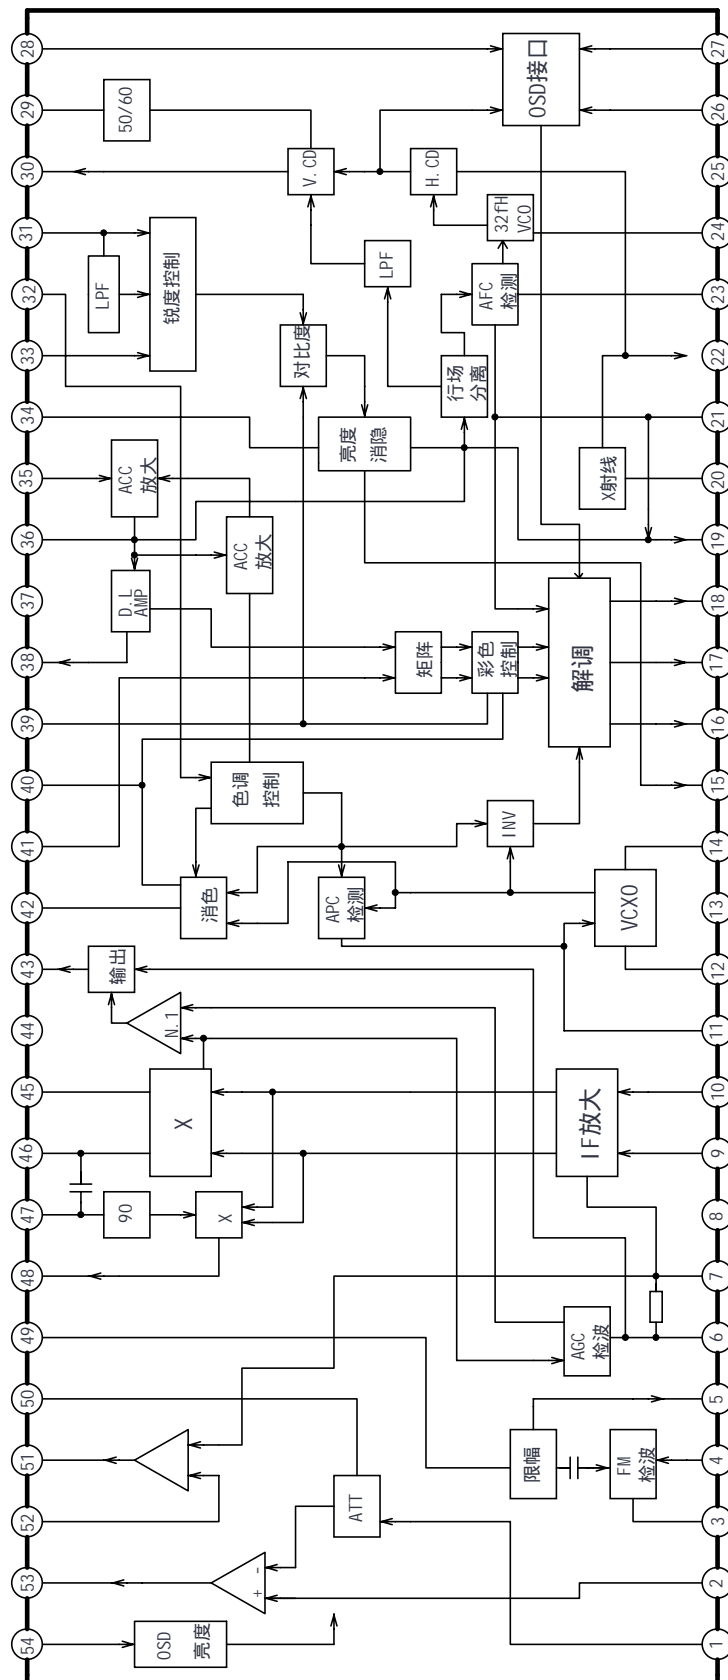 28
29
30
31
32
33
34
35
36
37
38
39
40
41
42
43
44
45
46
47
48
49
50
51
52
53
54
27
26
25
24
23
22
21
20
19
18
17
16
15
14
13
12
11
10
9
8
7
6
5
4
3
2
1
50/60
OSD接口
V.CD
H.CD
32fH
VCO
LPF
锐度控制
LPF
AFC
检测
对比度
行场
分离
亮度
消隐
X射线
ACC
放大
ACC
放大
D.L
AMP
矩阵
彩色
控制
解调
色调
控制
INV
消色
APC
检测
VCXO
输出
N.1
X
IF放大
90
X
AGC
检波
限幅
FM
检波
ATT
+
-
OSD
亮度